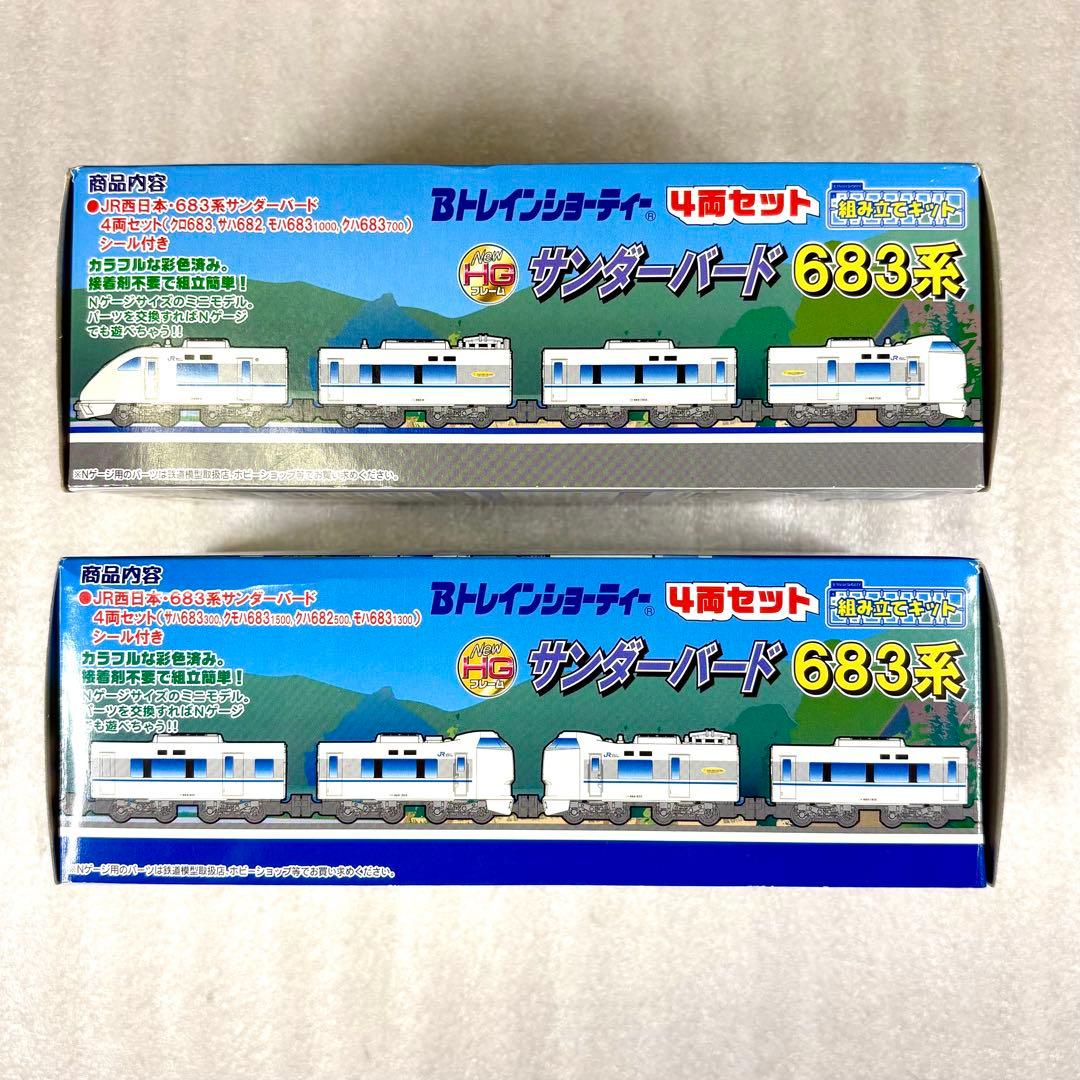 商品内容
●JR西日本・683系サンダーバード
4両セット(クロ683,サハ682,モハ6831000,クハ683700)
シール付き
カラフルな彩色済み。
接着剤不要で組立簡単!
Nゲージサイズのミニモデル。
パーツを交換すればNゲージ
でも遊べちゃう!!
Bトレインショーティー® 4両セット 組み立てキット
New HG フレーム サンダーバード 683系
JR
JR
※Nゲージ用のパーツは鉄道模型取扱店、ホビーショップ等でお買い求めください。
商品内容
●JR西日本・683系サンダーバード
4両セット(サハ683300,クモハ6831500,クハ682500,モハ6831300)
シール付き
カラフルな彩色済み。
接着剤不要で組立簡単!
Nゲージサイズのミニモデル。
パーツを交換すればNゲージ
でも遊べちゃう!!
Bトレインショーティー® 4両セット 組み立てキット
New HG フレーム サンダーバード 683系
JR
JR
※Nゲージ用のパーツは鉄道模型取扱店、ホビーショップ等でお買い求めください。